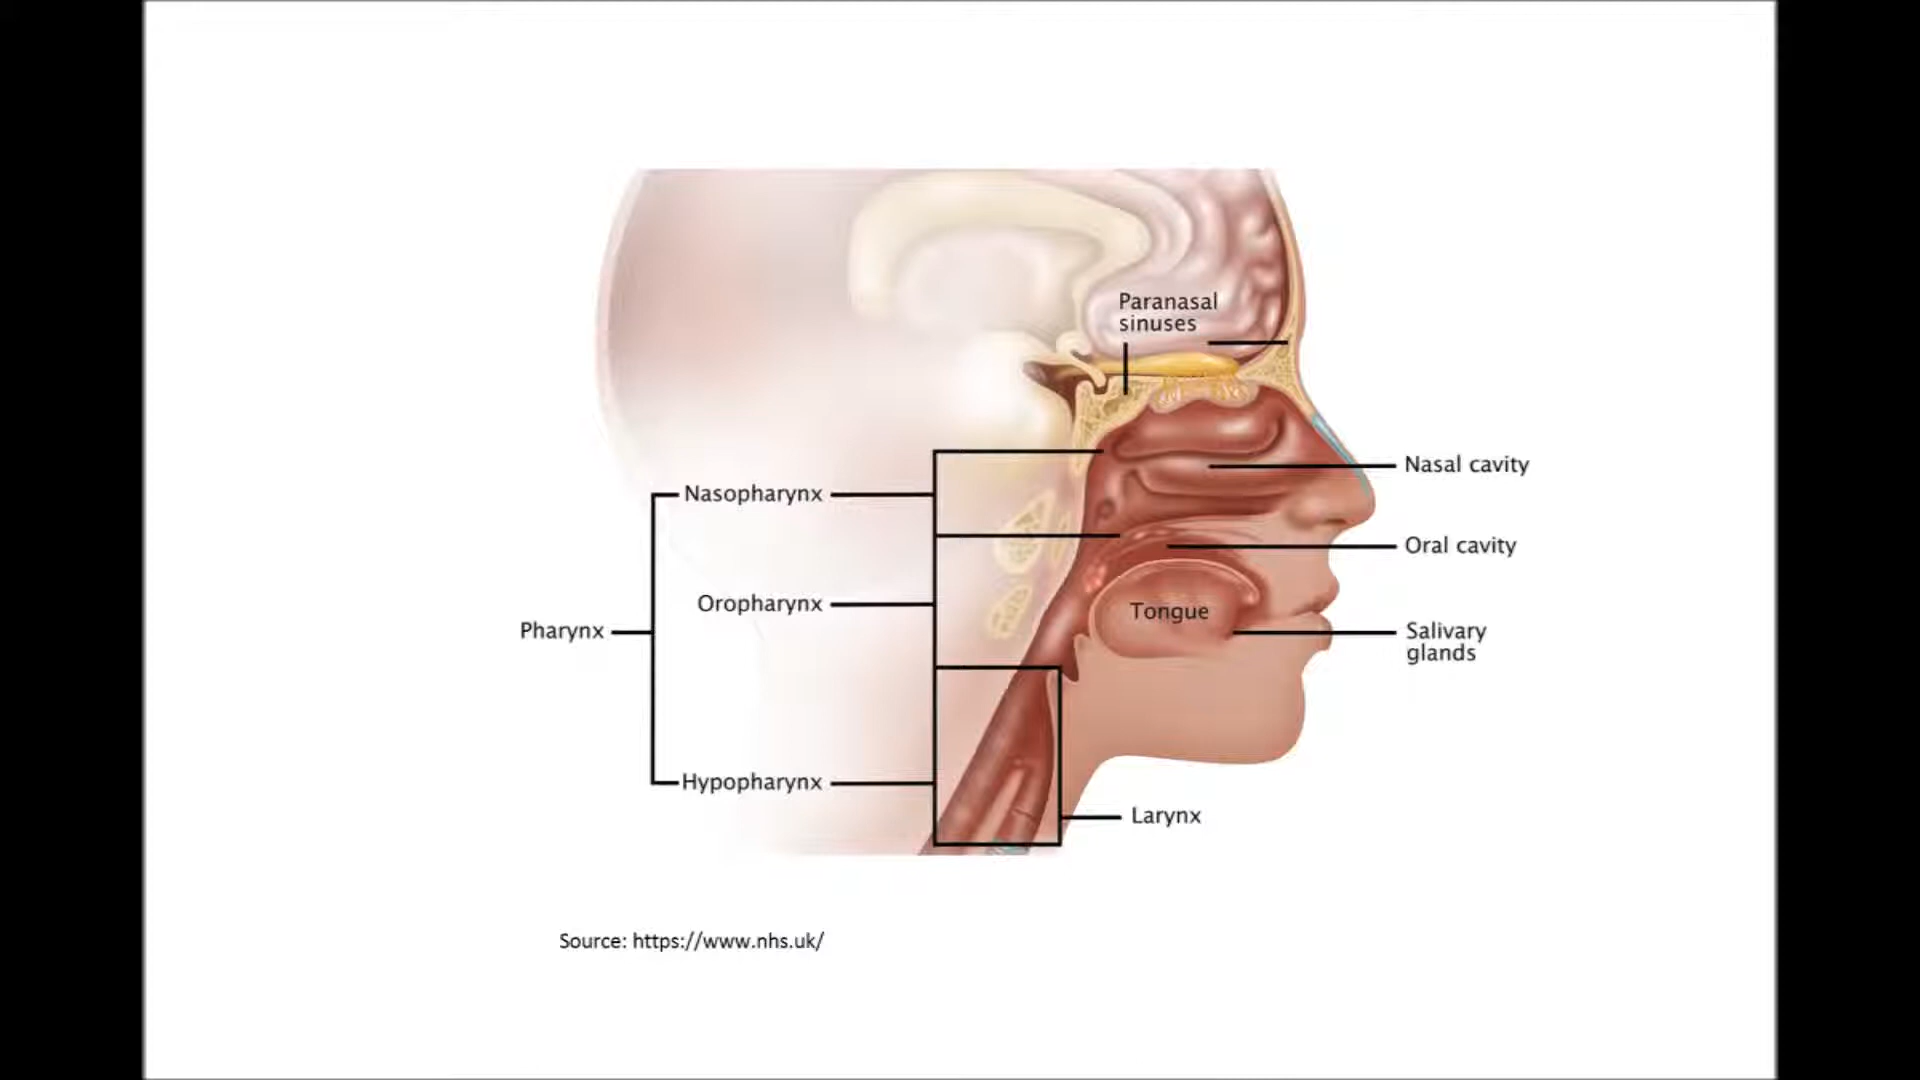 Paranasal
sinuses
Nasal cavity
Nasopharynx
Oral cavity
Oropharynx
Tongue
Pharynx
Salivary
glands
Hypopharynx
Larynx
Source: https://www.nhs.uk/